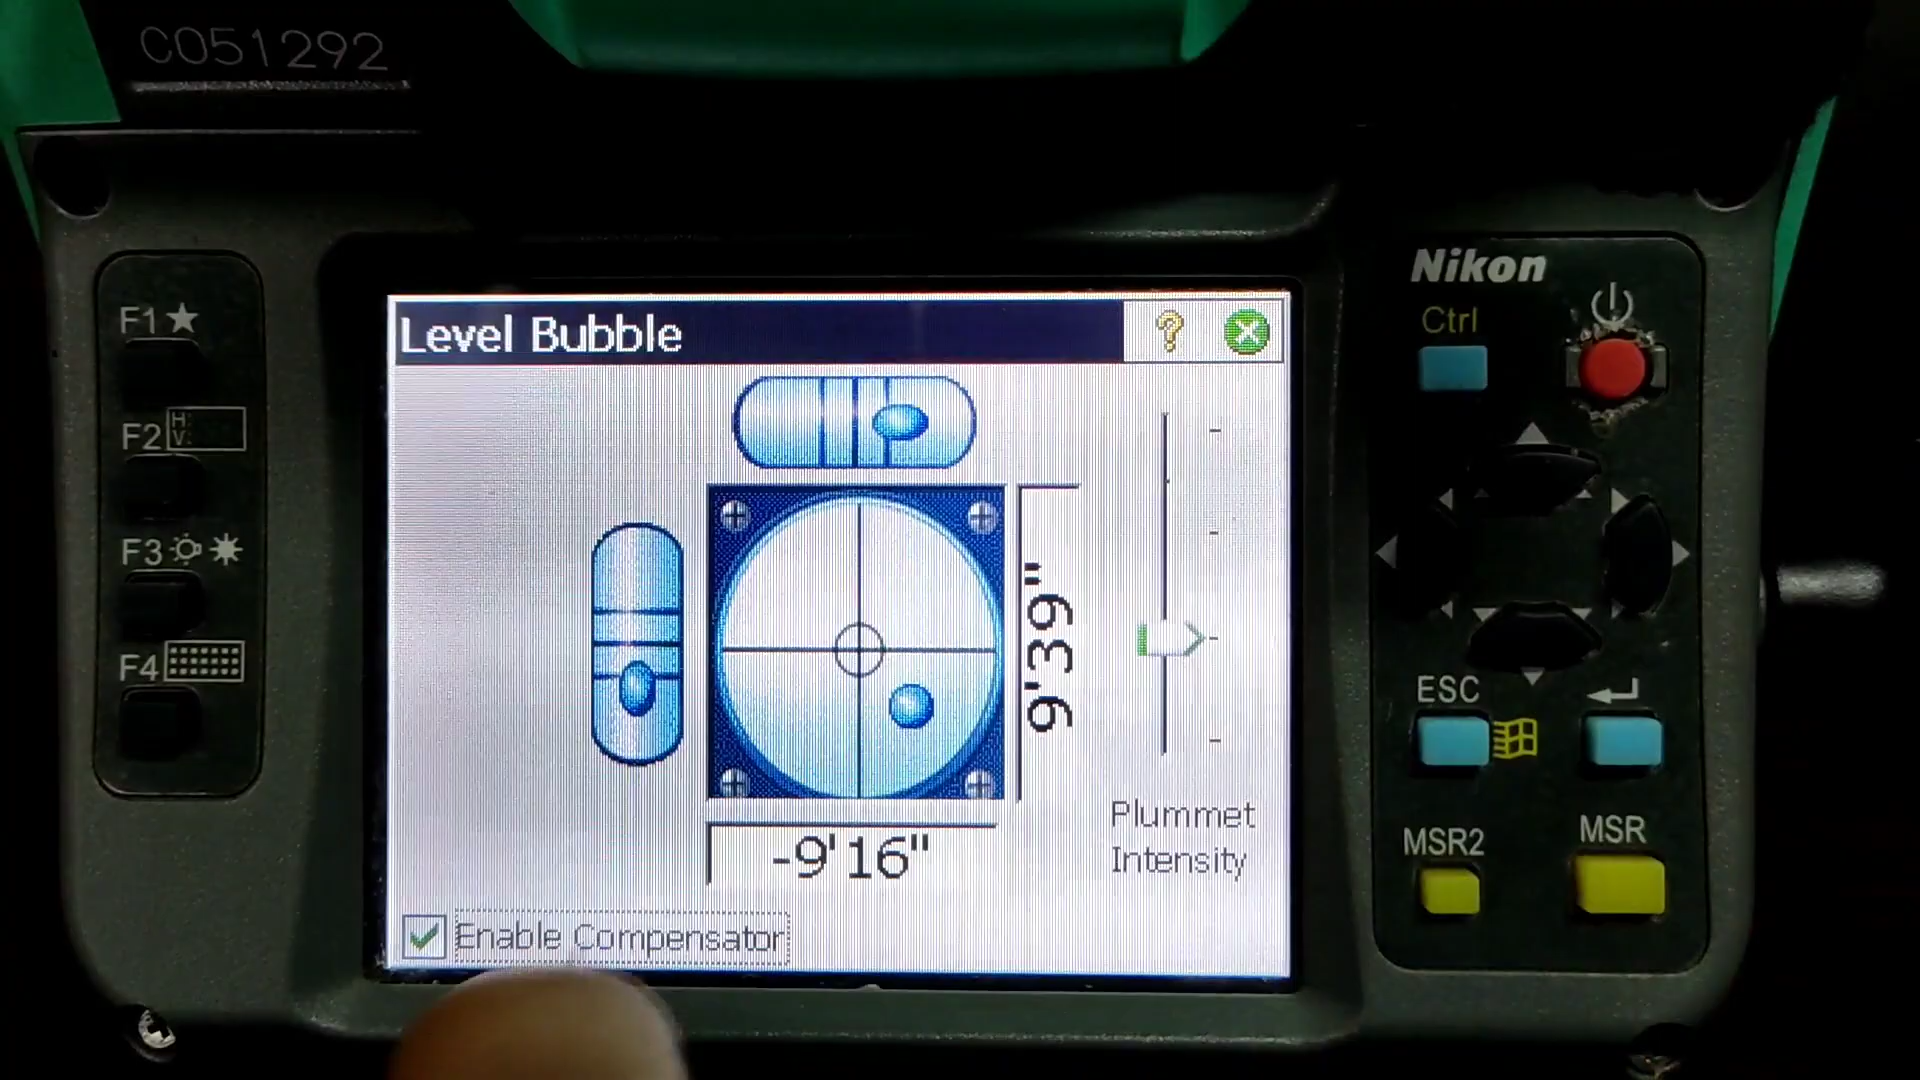 C051292
Nikon
F1
Ctrl
Level Bubble
?
F2
H:
V:
F3
9'39"
F4
ESC
Plummet
Intensity
MSR2
MSR
-9'16"
Enable Compensator